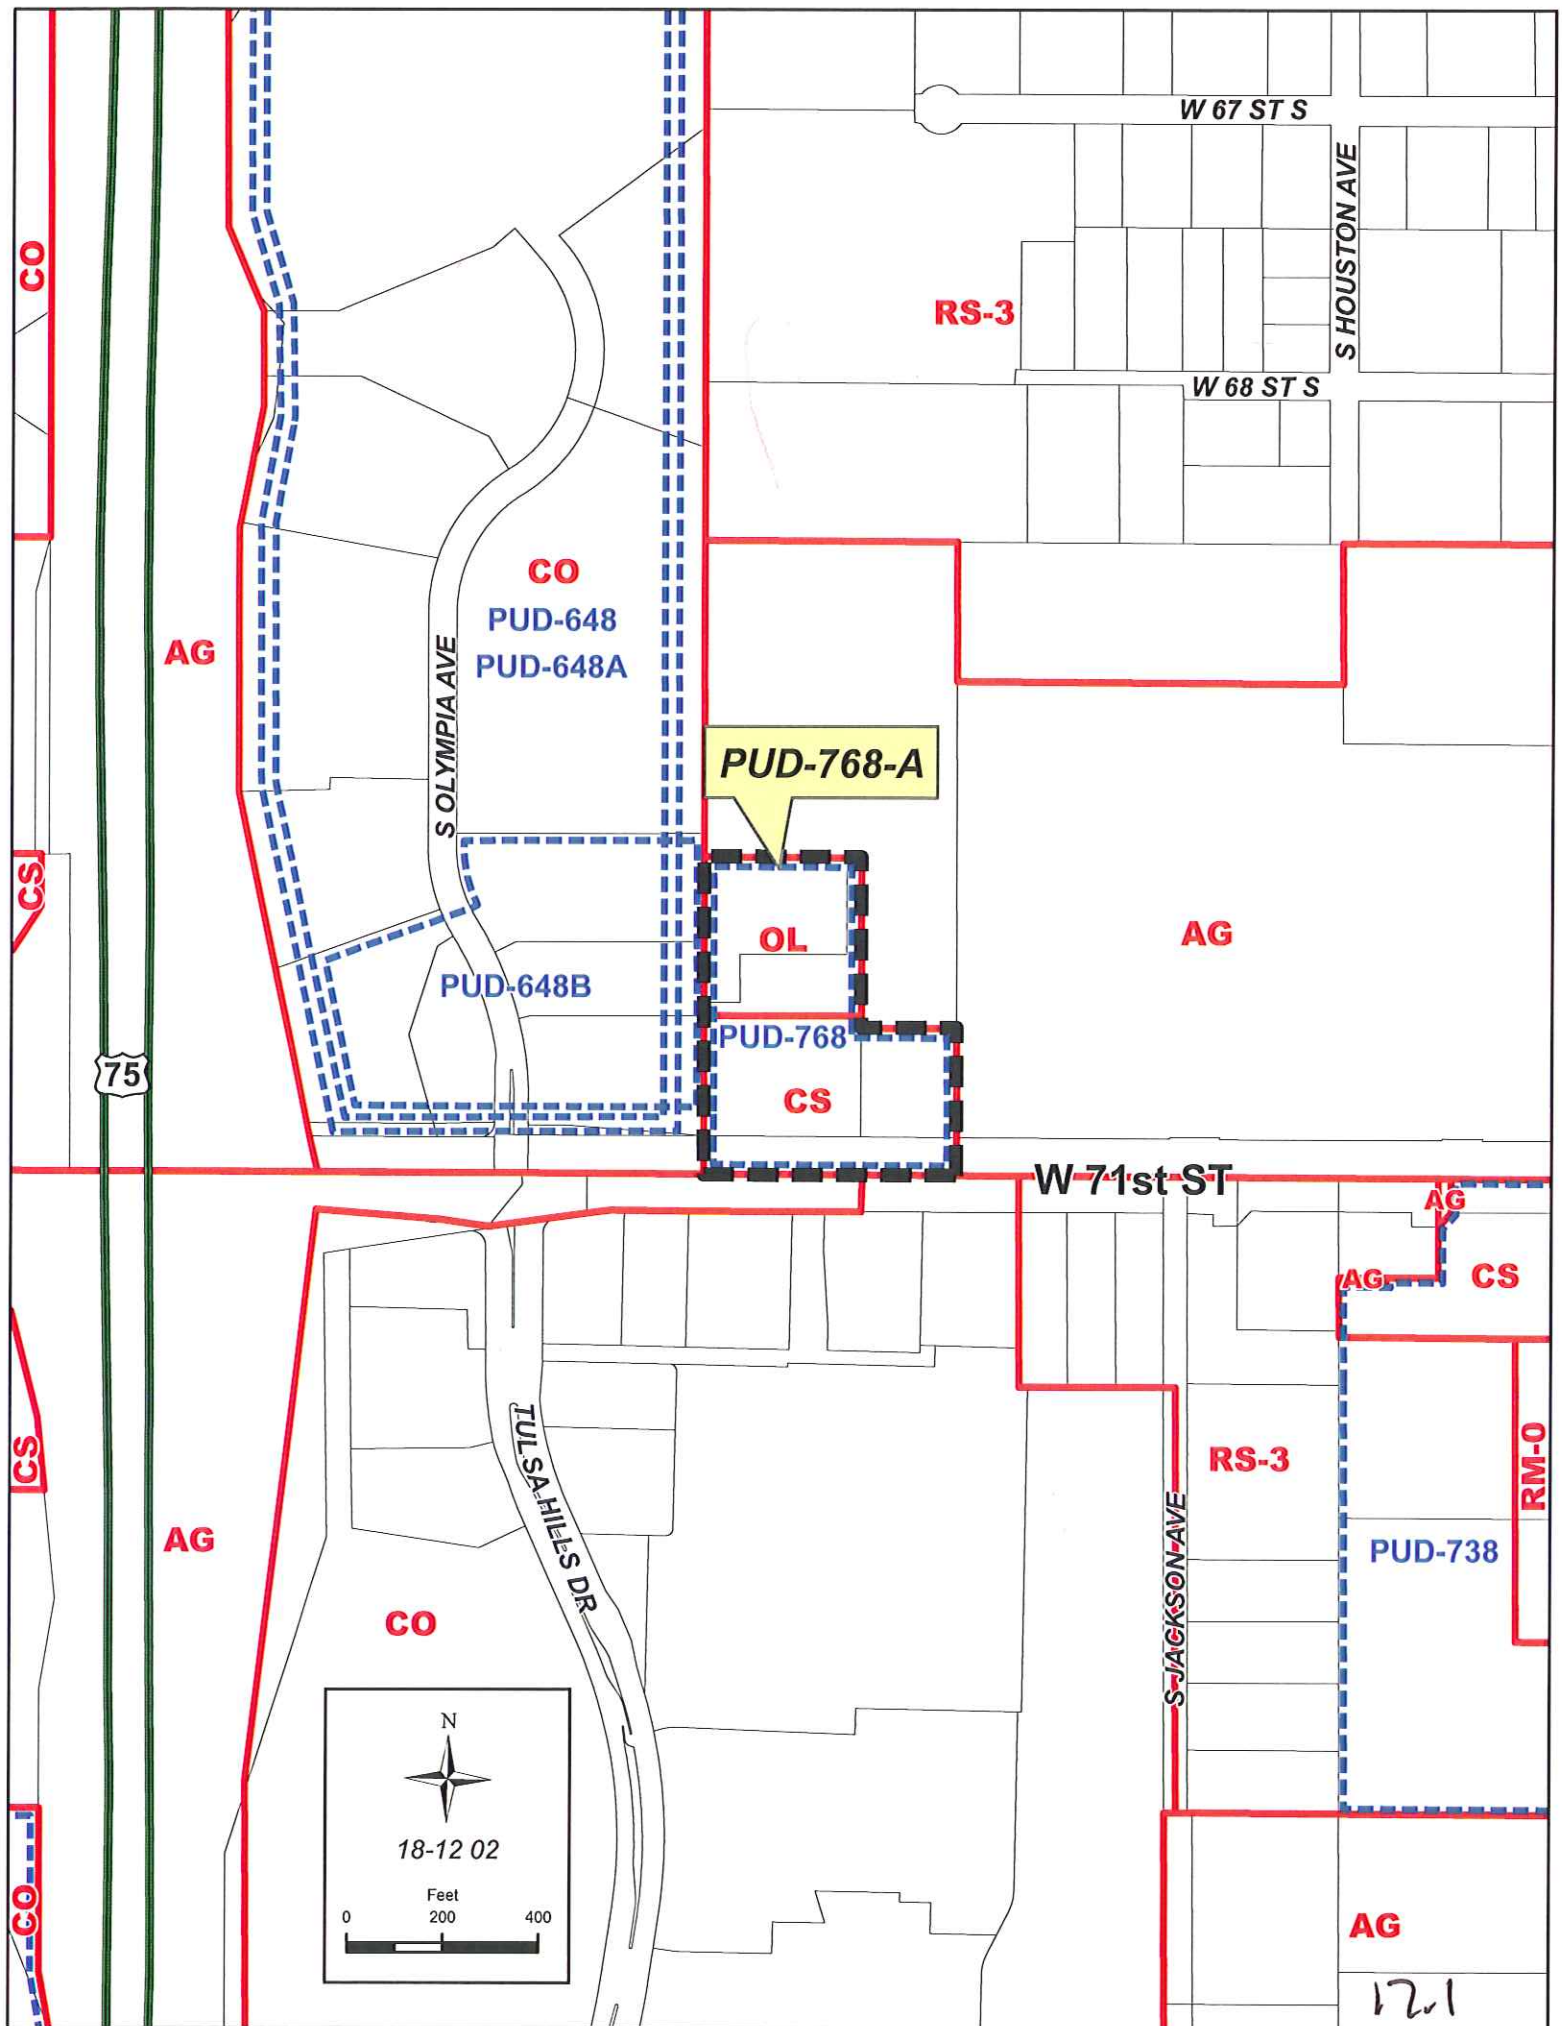 W 67 ST S
S HOUSTON AVE
CO
RS-3
W 68 ST S
CO
PUD-648
PUD-648A
AG
S OLYMPIA AVE
PUD-768-A
CS
OL
AG
PUD-648B
PUD-768
75
CS
W 71st ST
AG
AG
CS
CS
TULSA HILLS DR
RS-3
RM-0
S JACKSON AVE
AG
PUD-738
CO
N
18-12 02
Feet
0 200 400
CO
AG
12.1